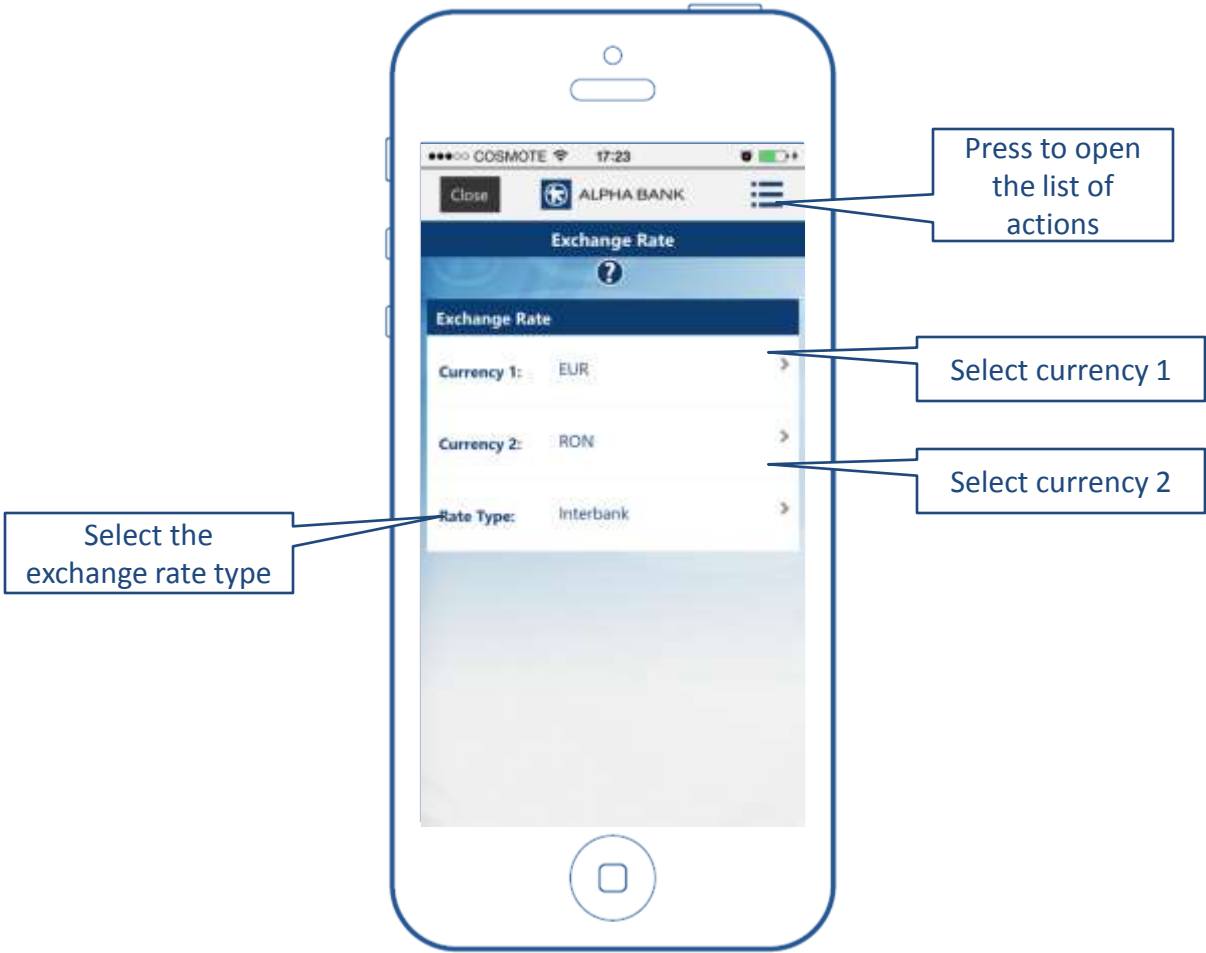 COSMOTE 17:23
Close ALPHA BANK
Press to open
the list of
actions
Exchange Rate
?
Exchange Rate
Currency 1: EUR
Select currency 1
Currency 2: RON
Select currency 2
Rate Type: Interbank
Select the
exchange rate type